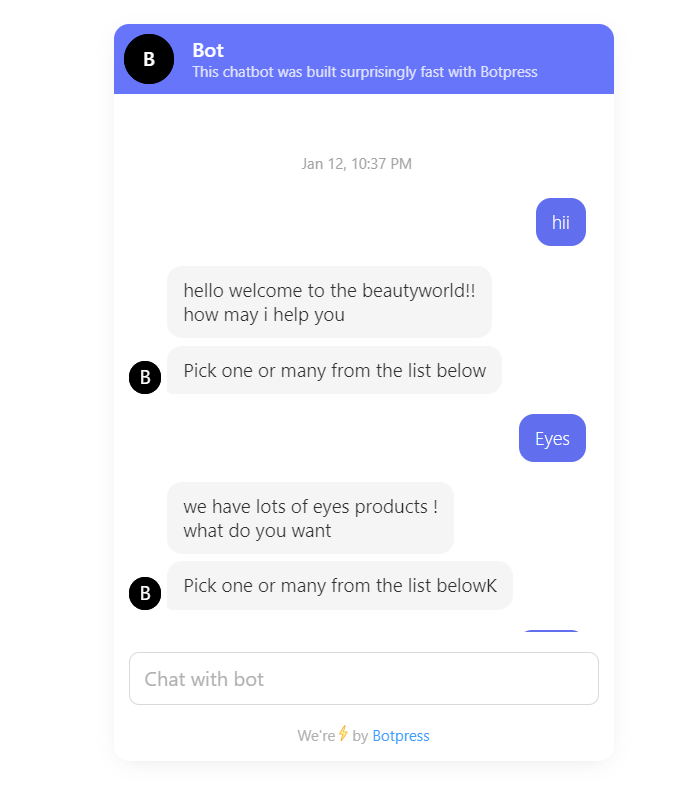 B
Bot
This chatbot was built surprisingly fast with Botpress
Jan 12, 10:37 PM
hii
hello welcome to the beautyworld!!
how may i help you
B
Pick one or many from the list below
Eyes
we have lots of eyes products !
what do you want
B
Pick one or many from the list belowK
Chat with bot
We're⚡ by Botpress